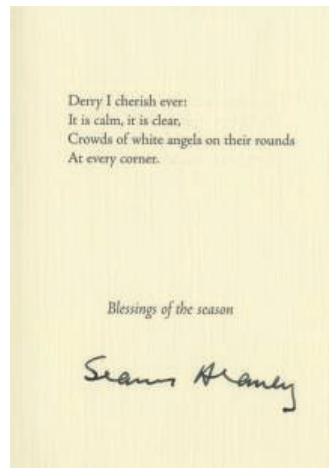 Derry I cherish ever:
It is calm, it is clear,
Crowds of white angels on their rounds
At every corner.
Blessings of the season
Seamus Heaney